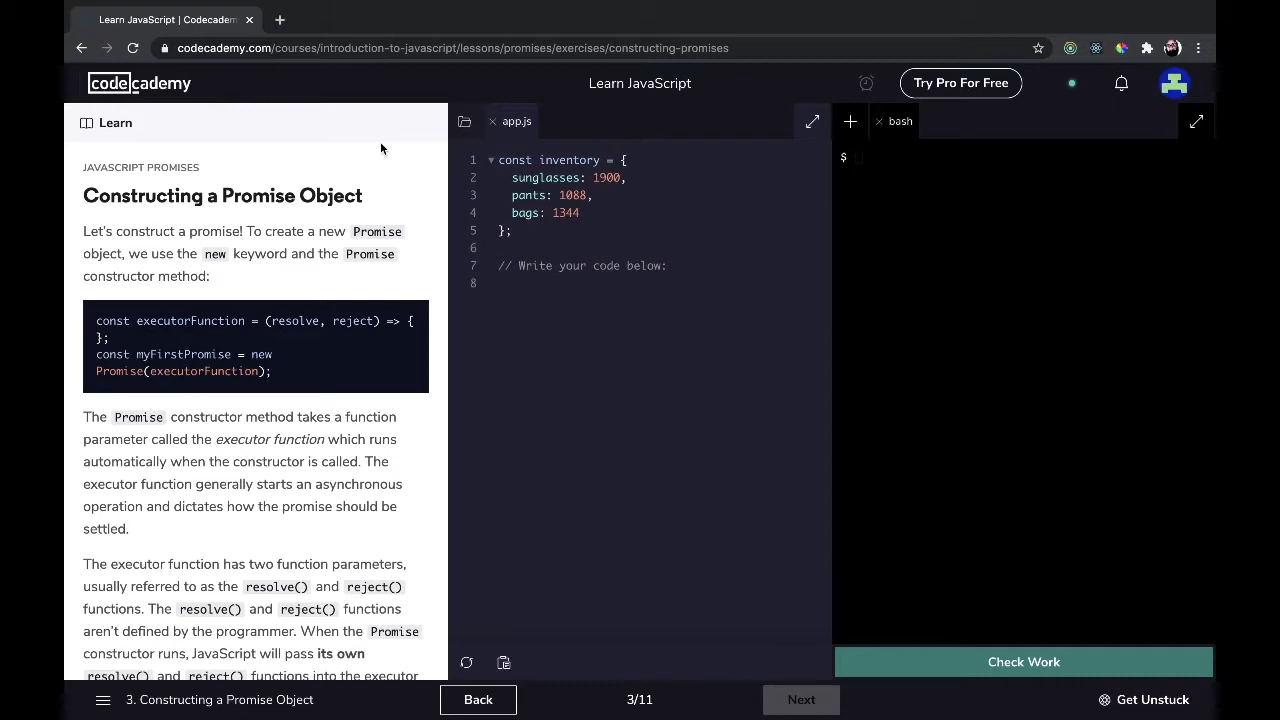 Learn JavaScript | Codecadem
codecademy.com/courses/introduction-to-javascript/lessons/promises/exercises/constructing-promises
codecademy
Learn JavaScript
Try Pro For Free
Learn
JAVASCRIPT PROMISES
Constructing a Promise Object
Let's construct a promise! To create a new Promise
object, we use the new keyword and the Promise
constructor method:
const executorFunction = (resolve, reject) => {
};
const myFirstPromise = new
Promise(executorFunction);
The Promise constructor method takes a function
parameter called the executor function which runs
automatically when the constructor is called. The
executor function generally starts an asynchronous
operation and dictates how the promise should be
settled.
The executor function has two function parameters,
usually referred to as the resolve() and reject()
functions. The resolve() and reject() functions
aren't defined by the programmer. When the Promise
constructor runs, JavaScript will pass its own
resolve() and reject() functions into the executor
app.js
1 const inventory = {
2 sunglasses: 1900,
3 pants: 1088,
4 bags: 1344
5 };
6
7 // Write your code below:
8
bash
$
Check Work
3. Constructing a Promise Object
Back
3/11
Next
Get Unstuck